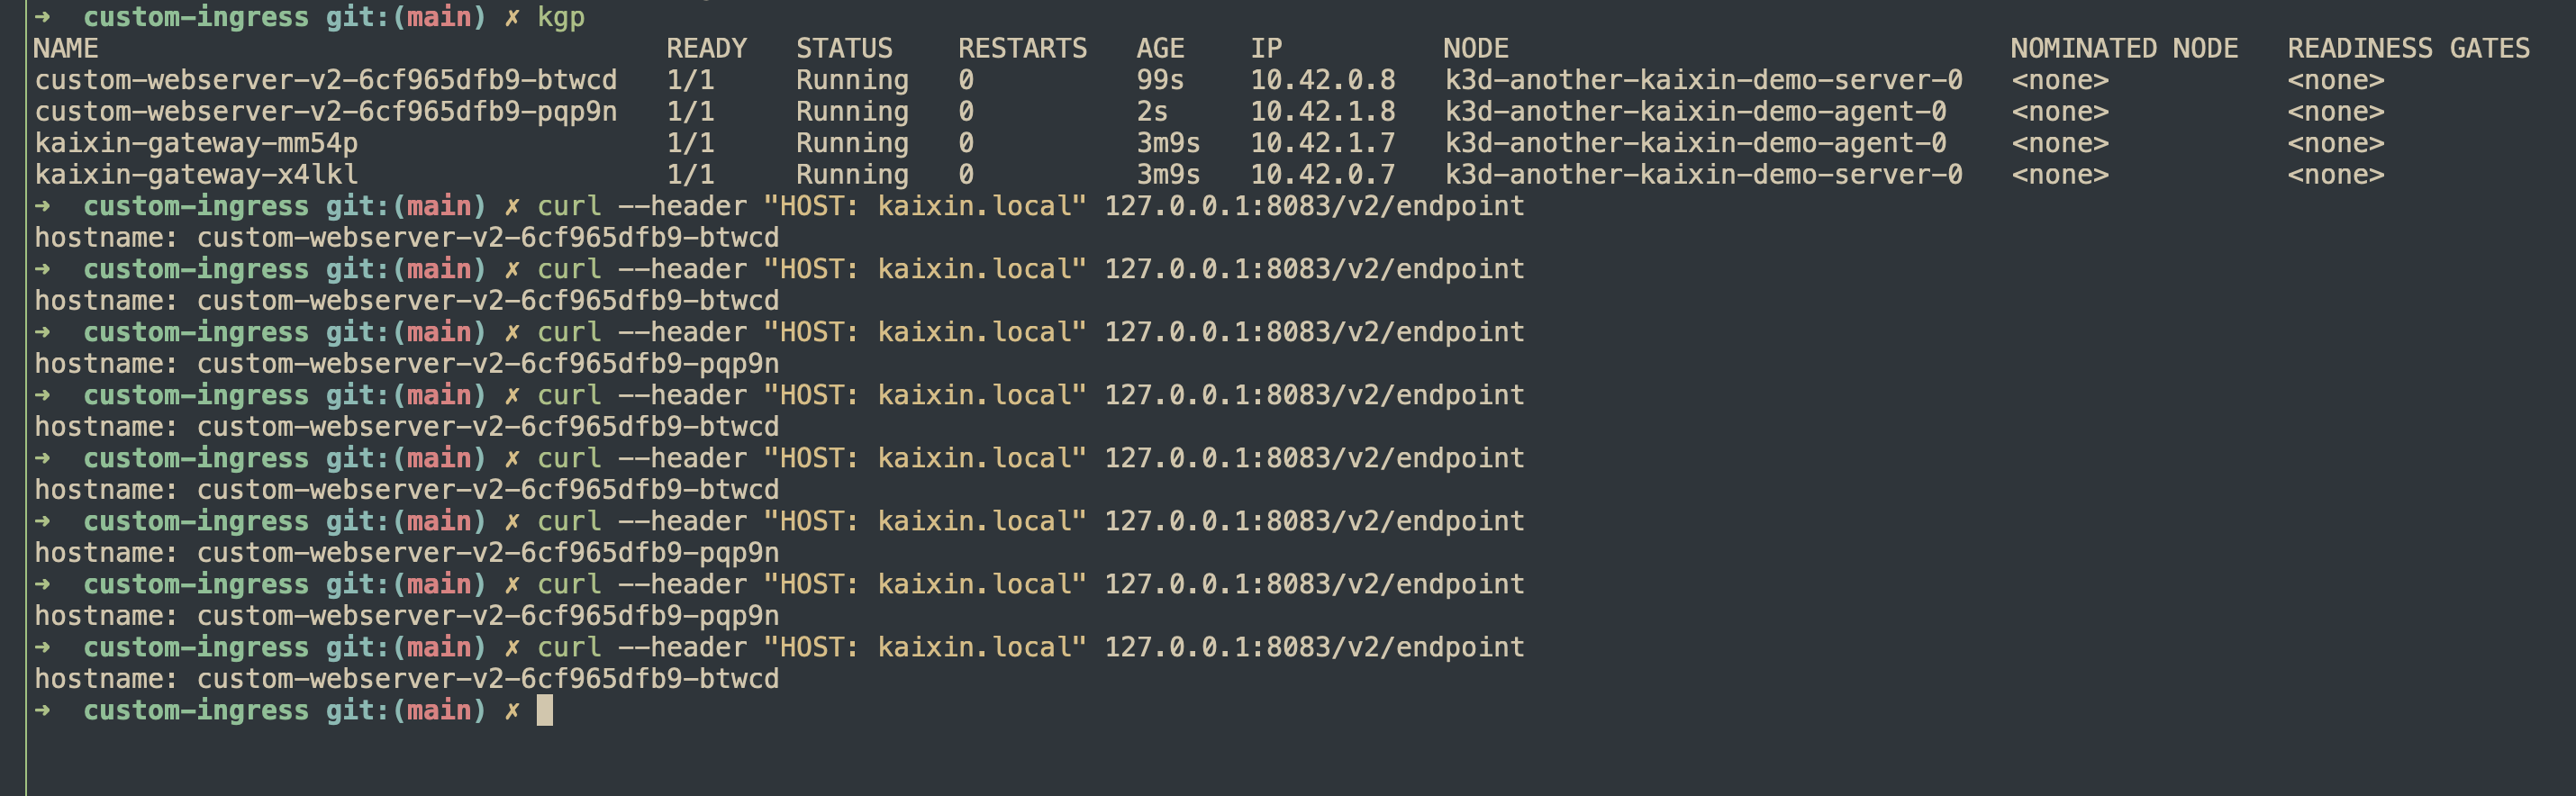 ➜  custom-ingress git:(main) ✗ kgp
NAME                                   READY   STATUS    RESTARTS   AGE    IP          NODE                               NOMINATED NODE   READINESS GATES
custom-webserver-v2-6cf965dfb9-btwcd   1/1     Running   0          99s    10.42.0.8   k3d-another-kaixin-demo-server-0   <none>           <none>
custom-webserver-v2-6cf965dfb9-pqp9n   1/1     Running   0          2s     10.42.1.8   k3d-another-kaixin-demo-agent-0    <none>           <none>
kaixin-gateway-mm54p                   1/1     Running   0          3m9s   10.42.1.7   k3d-another-kaixin-demo-agent-0    <none>           <none>
kaixin-gateway-x4lkl                   1/1     Running   0          3m9s   10.42.0.7   k3d-another-kaixin-demo-server-0   <none>           <none>
➜  custom-ingress git:(main) ✗ curl --header "HOST: kaixin.local" 127.0.0.1:8083/v2/endpoint
hostname: custom-webserver-v2-6cf965dfb9-btwcd
➜  custom-ingress git:(main) ✗ curl --header "HOST: kaixin.local" 127.0.0.1:8083/v2/endpoint
hostname: custom-webserver-v2-6cf965dfb9-btwcd
➜  custom-ingress git:(main) ✗ curl --header "HOST: kaixin.local" 127.0.0.1:8083/v2/endpoint
hostname: custom-webserver-v2-6cf965dfb9-pqp9n
➜  custom-ingress git:(main) ✗ curl --header "HOST: kaixin.local" 127.0.0.1:8083/v2/endpoint
hostname: custom-webserver-v2-6cf965dfb9-btwcd
➜  custom-ingress git:(main) ✗ curl --header "HOST: kaixin.local" 127.0.0.1:8083/v2/endpoint
hostname: custom-webserver-v2-6cf965dfb9-btwcd
➜  custom-ingress git:(main) ✗ curl --header "HOST: kaixin.local" 127.0.0.1:8083/v2/endpoint
hostname: custom-webserver-v2-6cf965dfb9-pqp9n
➜  custom-ingress git:(main) ✗ curl --header "HOST: kaixin.local" 127.0.0.1:8083/v2/endpoint
hostname: custom-webserver-v2-6cf965dfb9-pqp9n
➜  custom-ingress git:(main) ✗ curl --header "HOST: kaixin.local" 127.0.0.1:8083/v2/endpoint
hostname: custom-webserver-v2-6cf965dfb9-btwcd
➜  custom-ingress git:(main) ✗